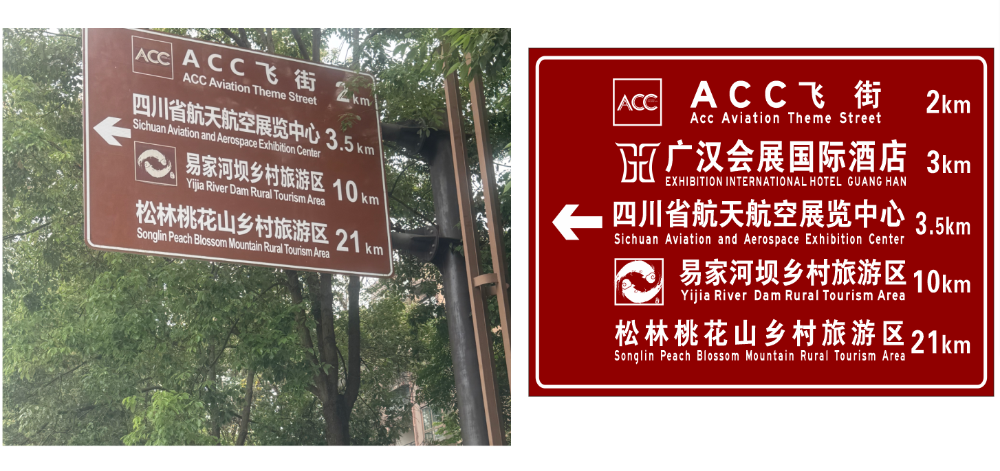 ACC
A C C 飞 街
ACC Aviation Theme Street
2 km
四川省航天航空展览中心
Sichuan Aviation and Aerospace Exhibition Center
3.5 km
易家河坝乡村旅游区
Yijia River Dam Rural Tourism Area
10 km
松林桃花山乡村旅游区
Songlin Peach Blossom Mountain Rural Tourism Area
21 km
ACC
A C C 飞 街
Acc Aviation Theme Street
2km
广汉会展国际酒店
EXHIBITION INTERNATIONAL HOTEL GUANG HAN
3km
四川省航天航空展览中心
Sichuan Aviation and Aerospace Exhibition Center
3.5km
易家河坝乡村旅游区
Yijia River Dam Rural Tourism Area
10km
松林桃花山乡村旅游区
Songlin Peach Blossom Mountain Rural Tourism Area
21km